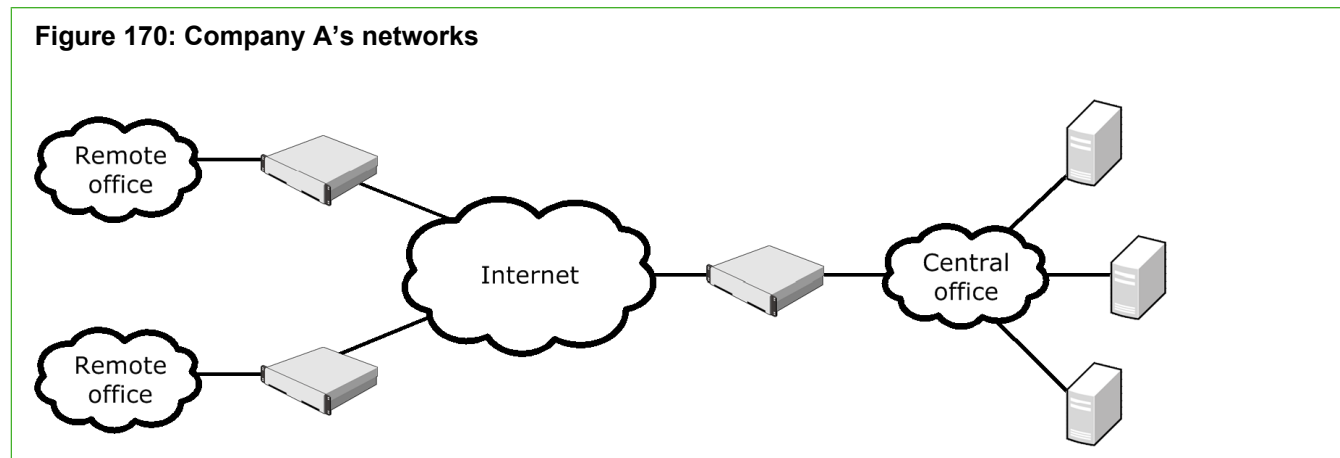 Figure 170: Company A’s networks
Remote
office
Internet
Central
office
Remote
office